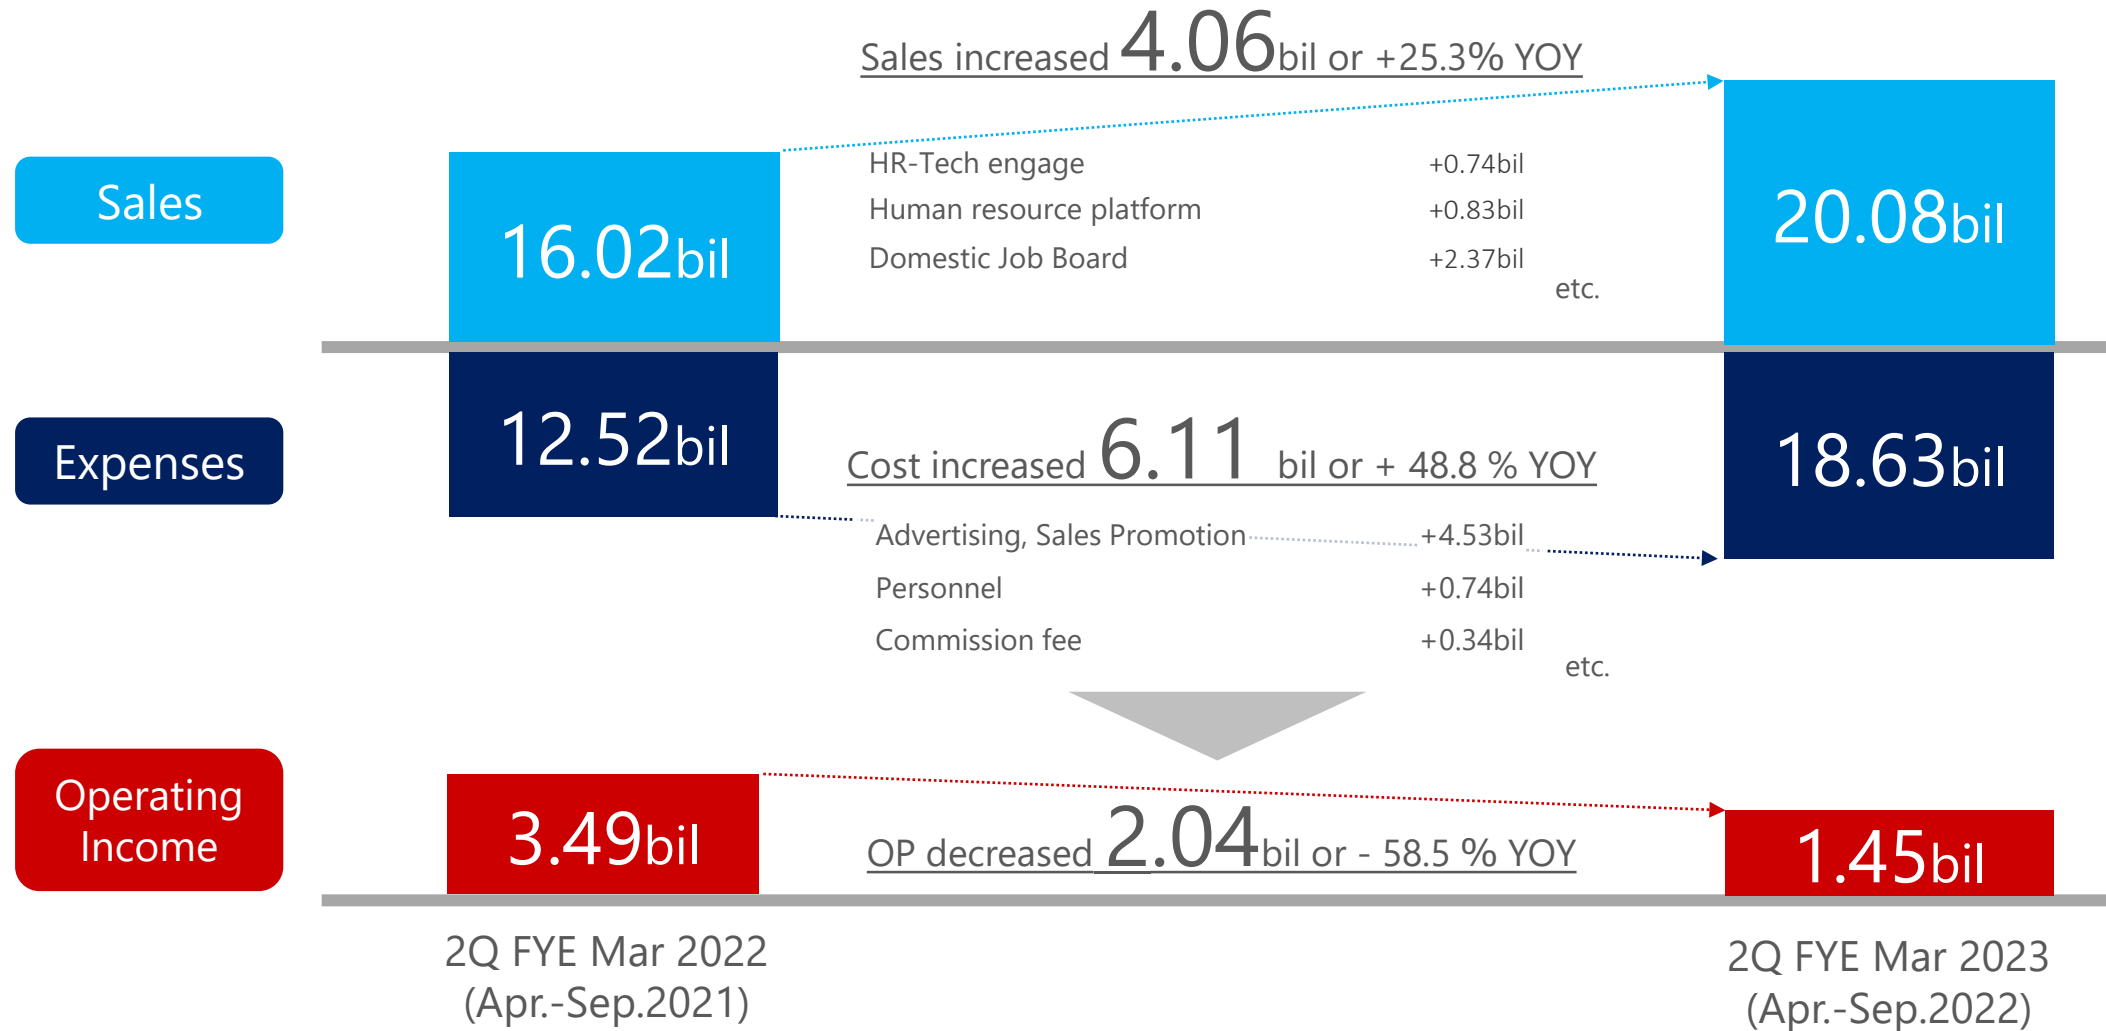 Sales increased 4.06bil or +25.3% YOY
Sales
16.02bil
HR-Tech engage +0.74bil
Human resource platform +0.83bil
Domestic Job Board +2.37bil
etc.
20.08bil
Expenses
12.52bil
Cost increased 6.11 bil or + 48.8 % YOY
18.63bil
Advertising, Sales Promotion +4.53bil
Personnel +0.74bil
Commission fee +0.34bil
etc.
Operating
Income
3.49bil
OP decreased 2.04bil or - 58.5 % YOY
1.45bil
2Q FYE Mar 2022
(Apr.-Sep.2021)
2Q FYE Mar 2023
(Apr.-Sep.2022)